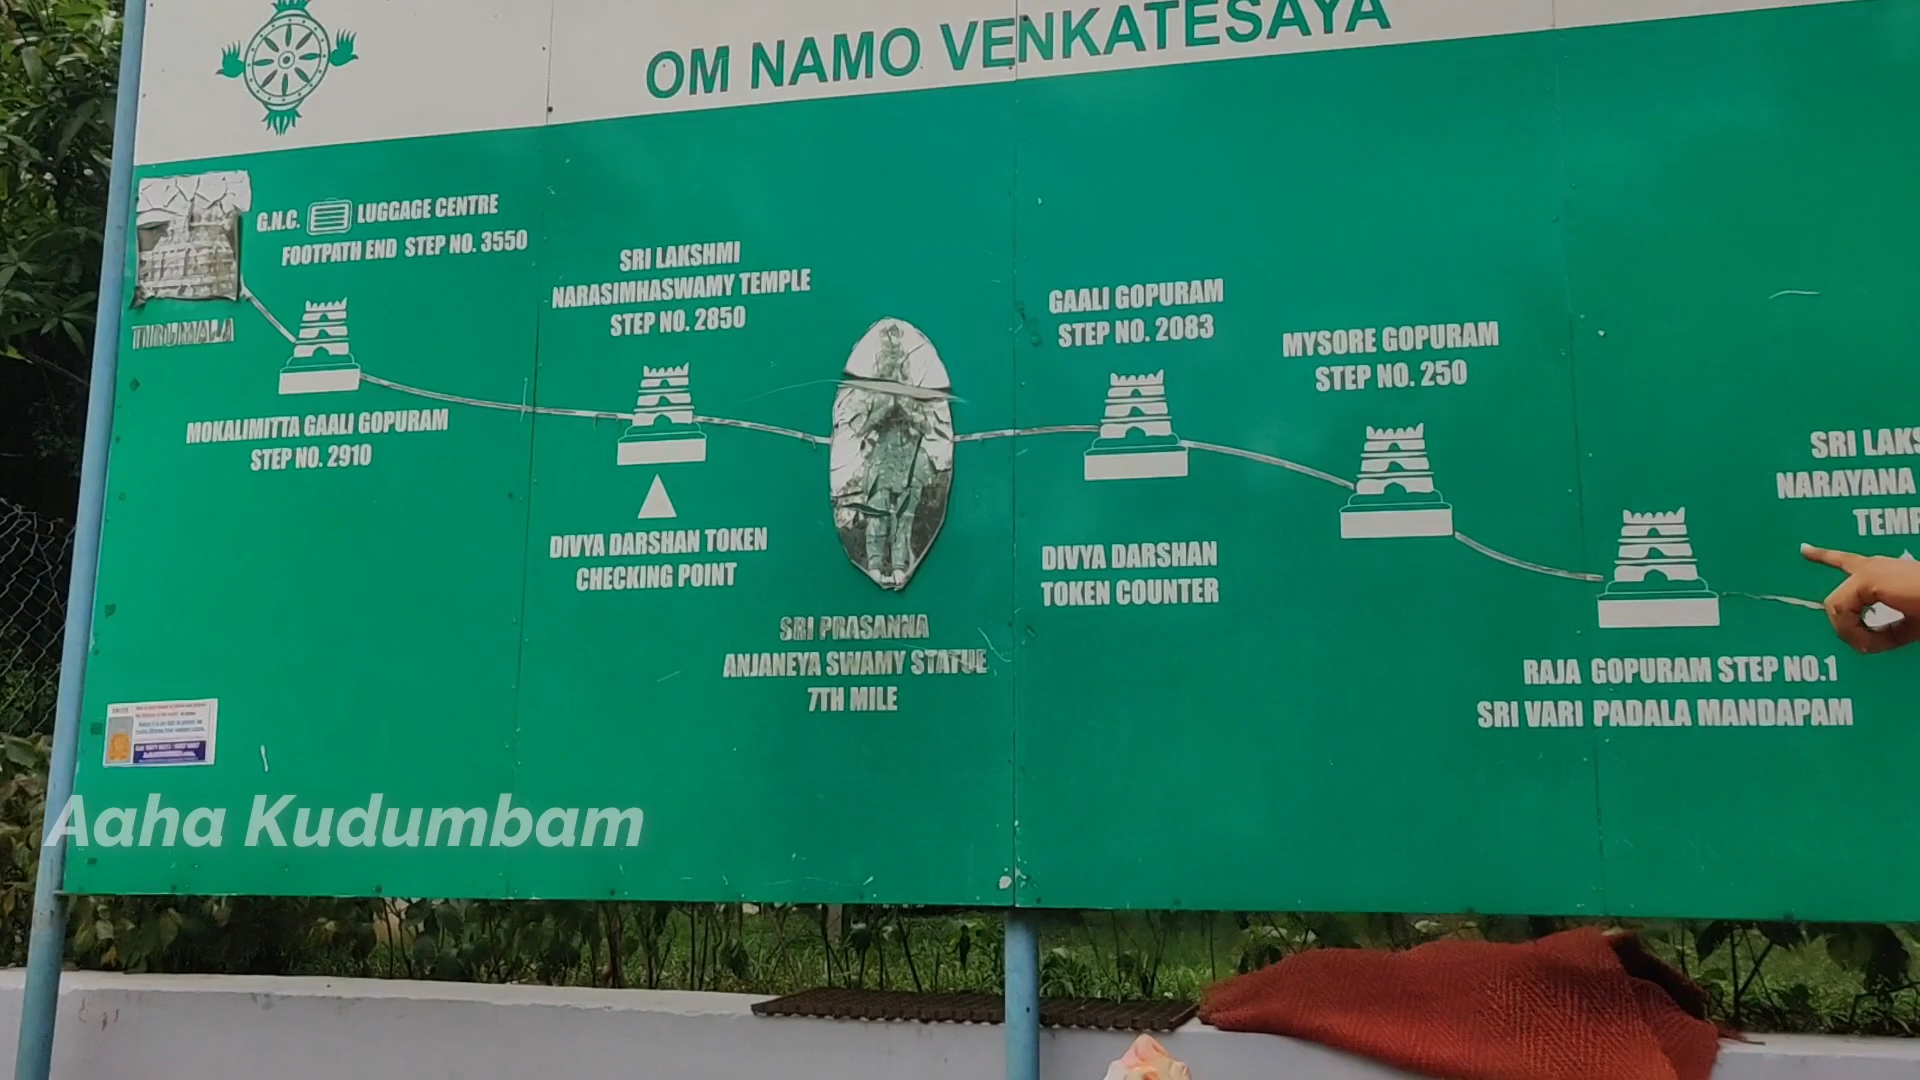 OM NAMO VENKATESAYA
G.N.C. LUGGAGE CENTRE
FOOTPATH END STEP NO. 3550
TIRUMALA
MOKALIMITTA GAALI GOPURAM
STEP NO. 2910
SRI LAKSHMI
NARASIMHASWAMY TEMPLE
STEP NO. 2850
DIVYA DARSHAN TOKEN
CHECKING POINT
SRI PRASANNA
ANJANEYA SWAMY STATUE
7TH MILE
GAALI GOPURAM
STEP NO. 2083
DIVYA DARSHAN
TOKEN COUNTER
MYSORE GOPURAM
STEP NO. 250
RAJA GOPURAM STEP NO.1
SRI VARI PADALA MANDAPAM
SRI
NARAYANA
Aaha Kudumbam